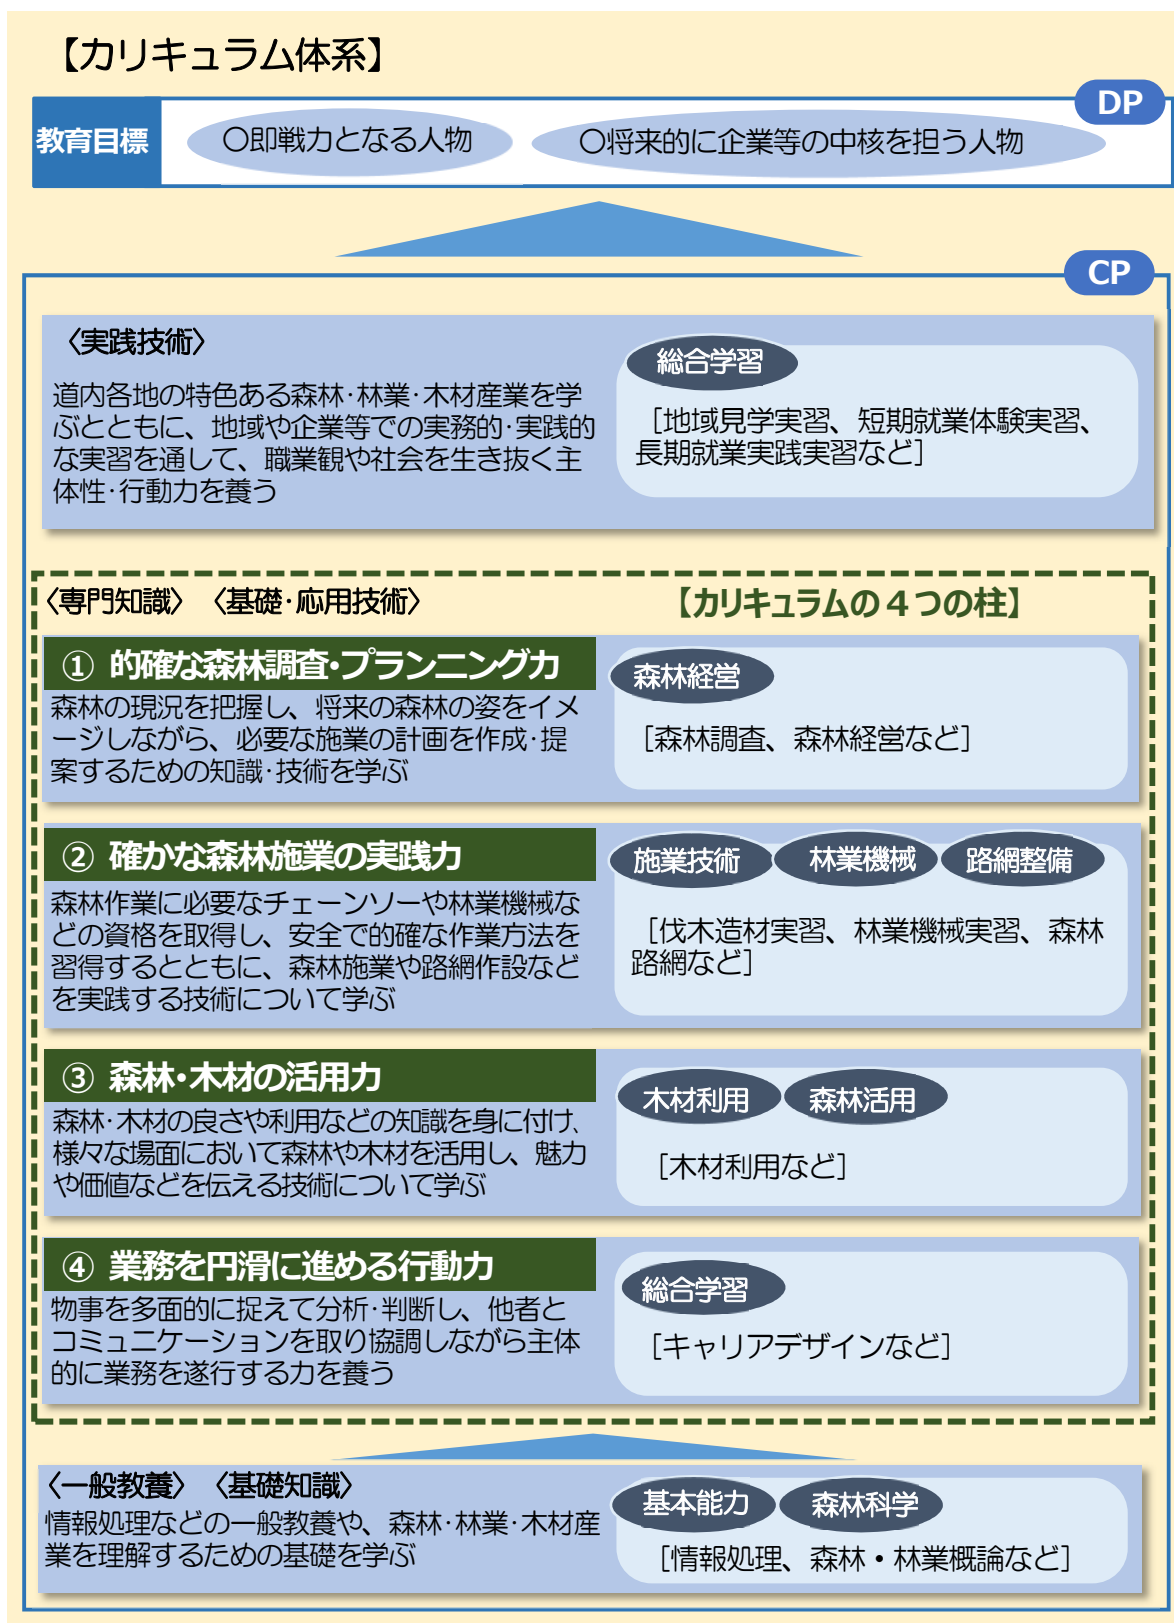 【カリキュラム体系】
DP
教育目標
〇即戦力となる人物
〇将来的に企業等の中核を担う人物
CP
〈実践技術〉
道内各地の特色ある森林･林業･木材産業を学
ぶとともに、地域や企業等での実務的･実践的
な実習を通して、職業観や社会を生き抜く主
体性･行動力を養う
総合学習
［地域見学実習、短期就業体験実習、
長期就業実践実習など］
〈専門知識〉〈基礎･応用技術〉
【カリキュラムの４つの柱】
① 的確な森林調査･プランニング力
森林の現況を把握し、将来の森林の姿をイメ
ージしながら、必要な施業の計画を作成･提
案するための知識･技術を学ぶ
森林経営
［森林調査、森林経営など］
② 確かな森林施業の実践力
森林作業に必要なチェーンソーや林業機械な
どの資格を取得し、安全で的確な作業方法を
習得するとともに、森林施業や路網作設など
を実践する技術について学ぶ
施業技術
林業機械
路網整備
［伐木造材実習、林業機械実習、森林
路網など］
③ 森林･木材の活用力
森林･木材の良さや利用などの知識を身に付け、
様々な場面において森林や木材を活用し、魅力
や価値などを伝える技術について学ぶ
木材利用
森林活用
［木材利用など］
④ 業務を円滑に進める行動力
物事を多面的に捉えて分析･判断し、他者と
コミュニケーションを取り協調しながら主体
的に業務を遂行する力を養う
総合学習
［キャリアデザインなど］
〈一般教養〉〈基礎知識〉
情報処理などの一般教養や、森林･林業･木材産
業を理解するための基礎を学ぶ
基本能力
森林科学
［情報処理、森林・林業概論など］